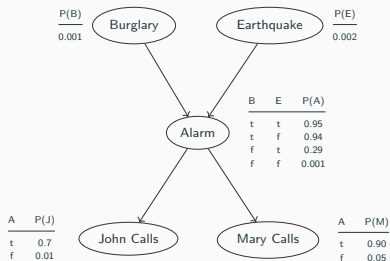 P(B)
0.001
Burglary
Earthquake
P(E)
0.002
B E P(A)
t t 0.95
t f 0.94
f t 0.29
f f 0.001
Alarm
A P(J)
t 0.7
f 0.01
John Calls
Mary Calls
A P(M)
t 0.90
f 0.05